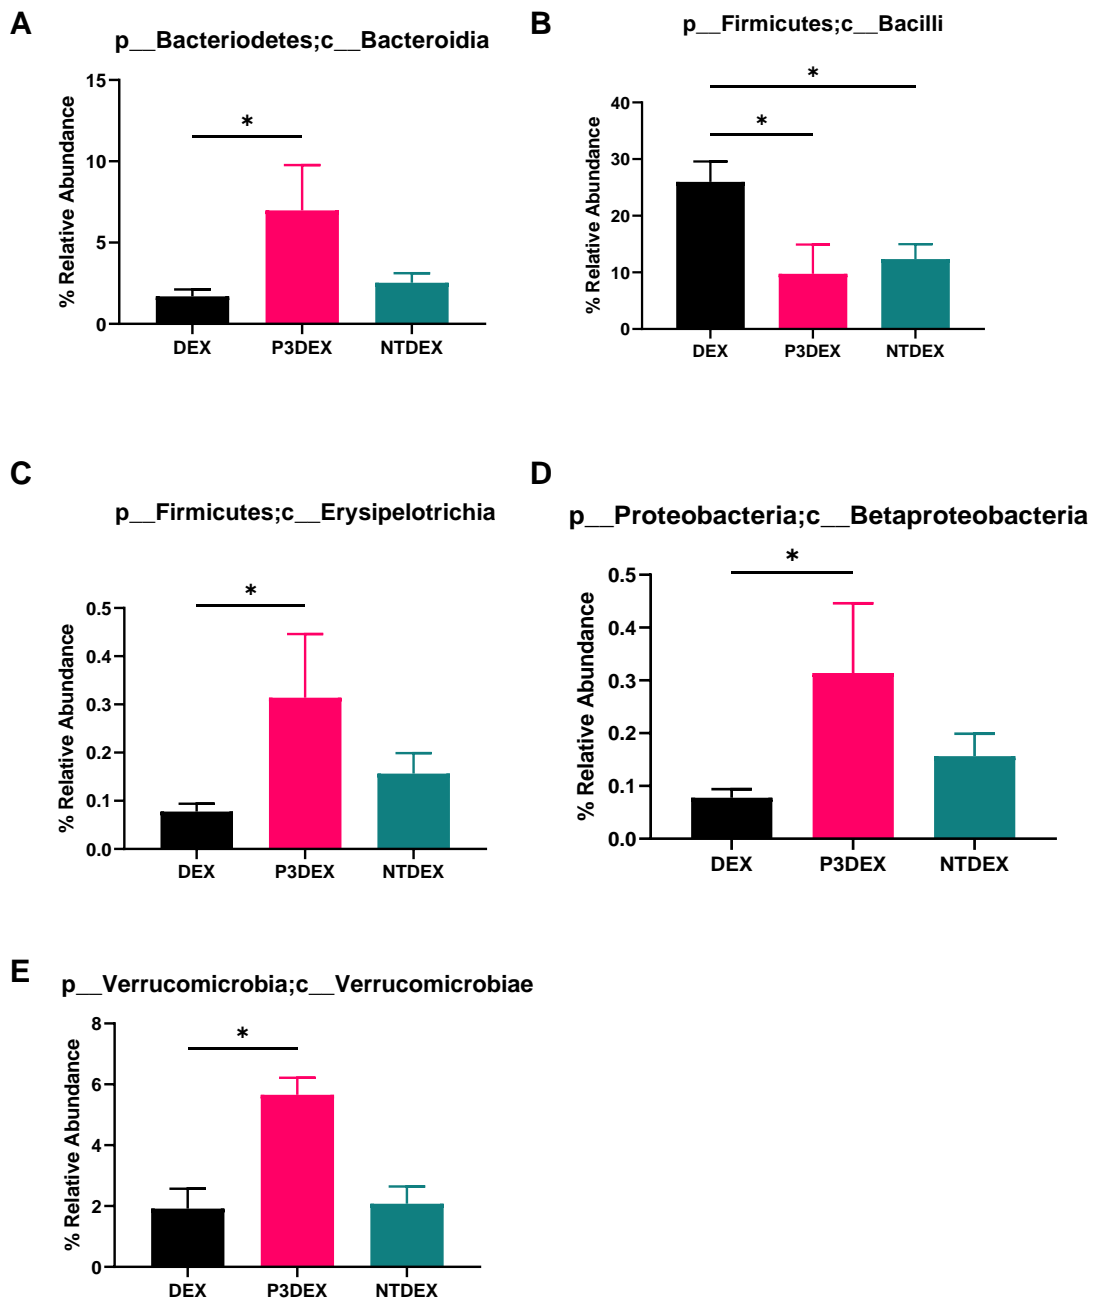 A
p__Bacteriodetes;c__Bacteroidia
% Relative Abundance
15
10
5
0
*
DEX P3DEX NTDEX
B
p__Firmicutes;c__Bacilli
% Relative Abundance
40
30
20
10
0
*
*
DEX P3DEX NTDEX
C
p__Firmicutes;c__Erysipelotrichia
% Relative Abundance
0.5
0.4
0.3
0.2
0.1
0.0
*
DEX P3DEX NTDEX
D
p__Proteobacteria;c__Betaproteobacteria
% Relative Abundance
0.5
0.4
0.3
0.2
0.1
0.0
*
DEX P3DEX NTDEX
E
p__Verrucomicrobia;c__Verrucomicrobiae
% Relative Abundance
8
6
4
2
0
*
DEX P3DEX NTDEX